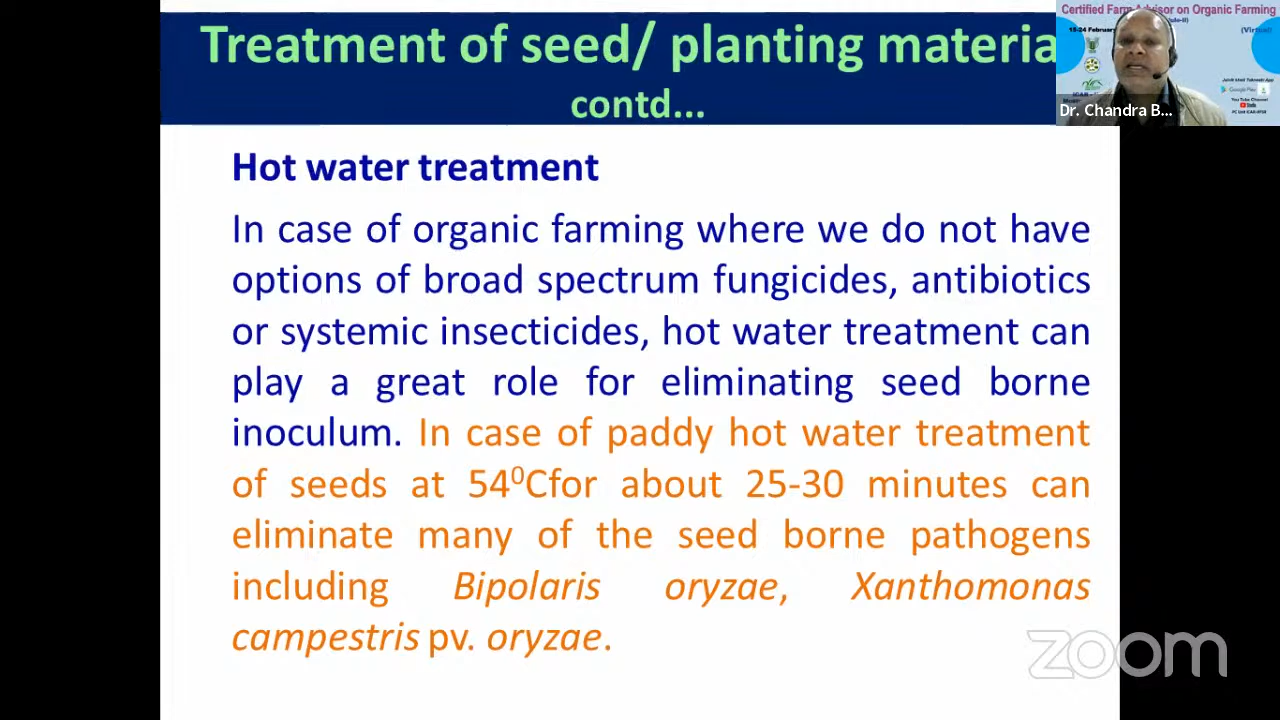 Treatment of seed/ planting materia
contd...
Certified Farm Advisor on Organic Farming
(Virtual)
Dr. Chandra B...
Hot water treatment
In case of organic farming where we do not have
options of broad spectrum fungicides, antibiotics
or systemic insecticides, hot water treatment can
play a great role for eliminating seed borne
inoculum. In case of paddy hot water treatment
of seeds at 54⁰Cfor about 25-30 minutes can
eliminate many of the seed borne pathogens
including Bipolaris oryzae, Xanthomonas
campestris pv. oryzae.
zoom